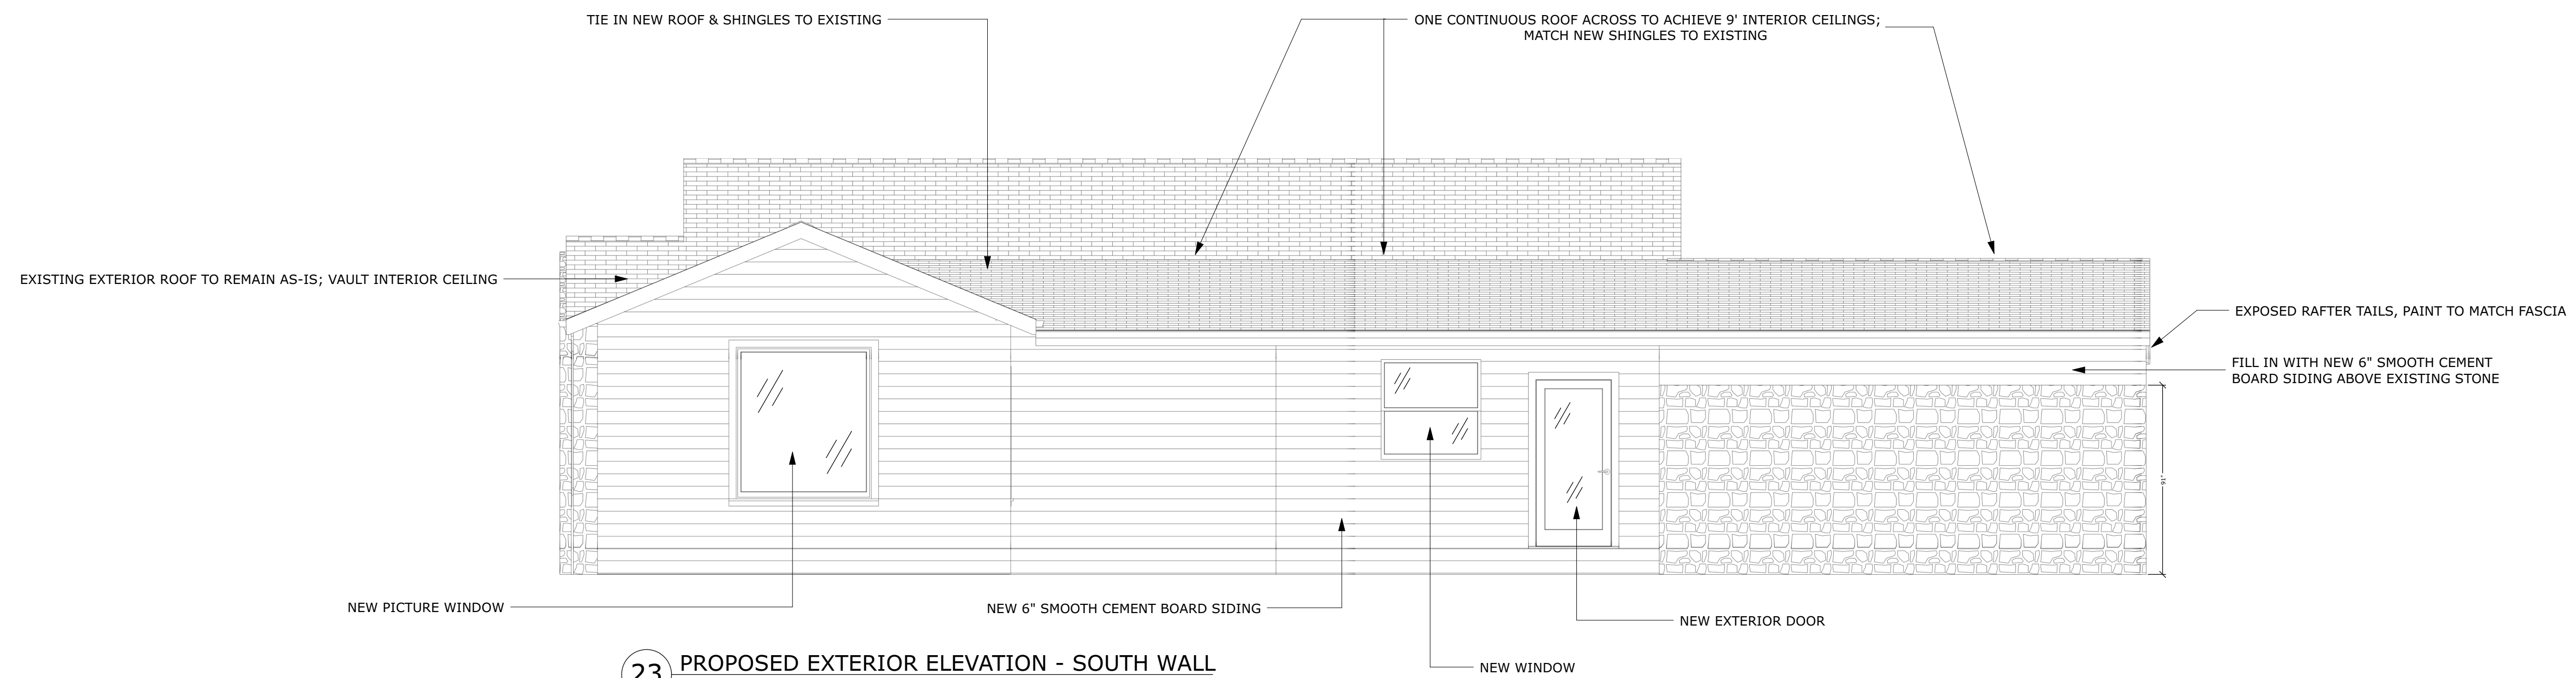 TIE IN NEW ROOF & SHINGLES TO EXISTING
ONE CONTINUOUS ROOF ACROSS TO ACHIEVE 9' INTERIOR CEILINGS;
MATCH NEW SHINGLES TO EXISTING
EXISTING EXTERIOR ROOF TO REMAIN AS-IS; VAULT INTERIOR CEILING
EXPOSED RAFTER TAILS, PAINT TO MATCH FASCIA
FILL IN WITH NEW 6" SMOOTH CEMENT
BOARD SIDING ABOVE EXISTING STONE
91"
NEW PICTURE WINDOW
NEW 6" SMOOTH CEMENT BOARD SIDING
NEW EXTERIOR DOOR
NEW WINDOW
23 PROPOSED EXTERIOR ELEVATION - SOUTH WALL